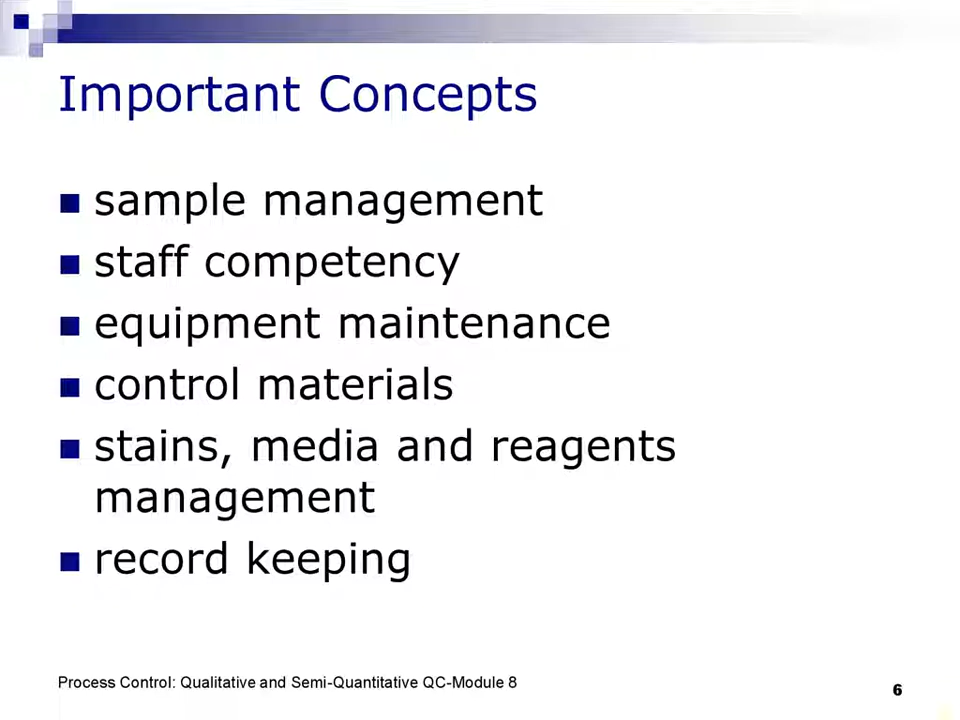 Important Concepts
sample management
staff competency
equipment maintenance
control materials
stains, media and reagents
management
record keeping
Process Control: Qualitative and Semi-Quantitative QC-Module 8
6